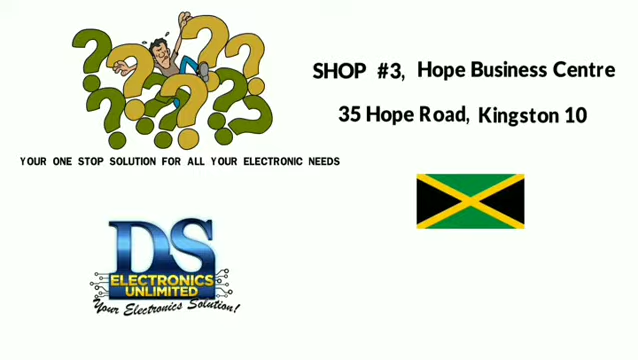 SHOP #3, Hope Business Centre
35 Hope Road, Kingston 10
YOUR ONE STOP SOLUTION FOR ALL YOUR ELECTRONIC NEEDS
DS
ELECTRONICS
UNLIMITED
Your Electronics Solution!